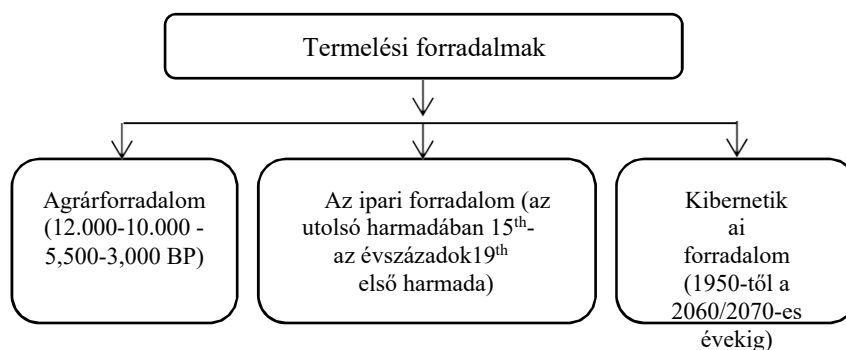 Termelési forradalmak
Agrárforradalom
(12.000-10.000 -
5,500-3,000 BP)
Az ipari forradalom (az
utolsó harmadában 15th-
az évszázadok19th
első harmada)
Kibernetik
ai
forradalom
(1950-től a
2060/2070-es
évekig)